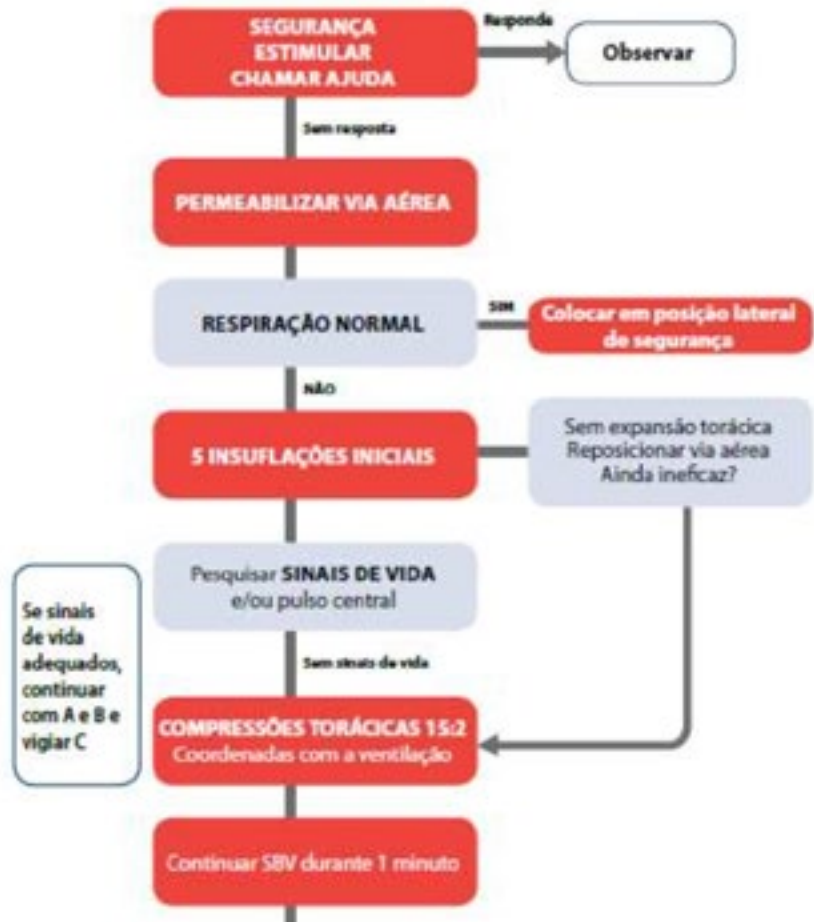 SEGURANÇA
ESTIMULAR
CHAMAR AJUDA
Responde
Observar
Sem resposta
PERMEABILIZAR VIA AÉREA
RESPIRAÇÃO NORMAL
SIM
Colocar em posição lateral
de segurança
NÃO
5 INSUFLAÇÕES INICIAIS
Sem expansão torácica
Reposicionar via aérea
Ainda ineficaz?
Pesquisar SINAIS DE VIDA
e/ou pulso central
Se sinais
de vida
adequados,
continuar
com A e B e
vigiar C
Sem sinais de vida
COMPRESSÕES TORÁCICAS 15:2
Coordenadas com a ventilação
Continuar SBV durante 1 minuto